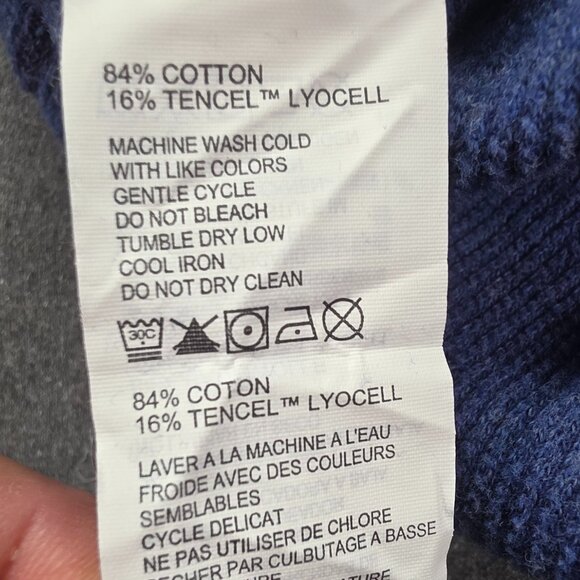 84% COTTON
16% TENCEL™ LYOCELL
MACHINE WASH COLD
WITH LIKE COLORS
GENTLE CYCLE
DO NOT BLEACH
TUMBLE DRY LOW
COOL IRON
DO NOT DRY CLEAN
30C
84% COTON
16% TENCEL™ LYOCELL
LAVER A LA MACHINE A L'EAU
FROIDE AVEC DES COULEURS
SEMBLABLES
CYCLE DELICAT
NE PAS UTILISER DE CHLORE
PAR CULBUTAGE A BASSE